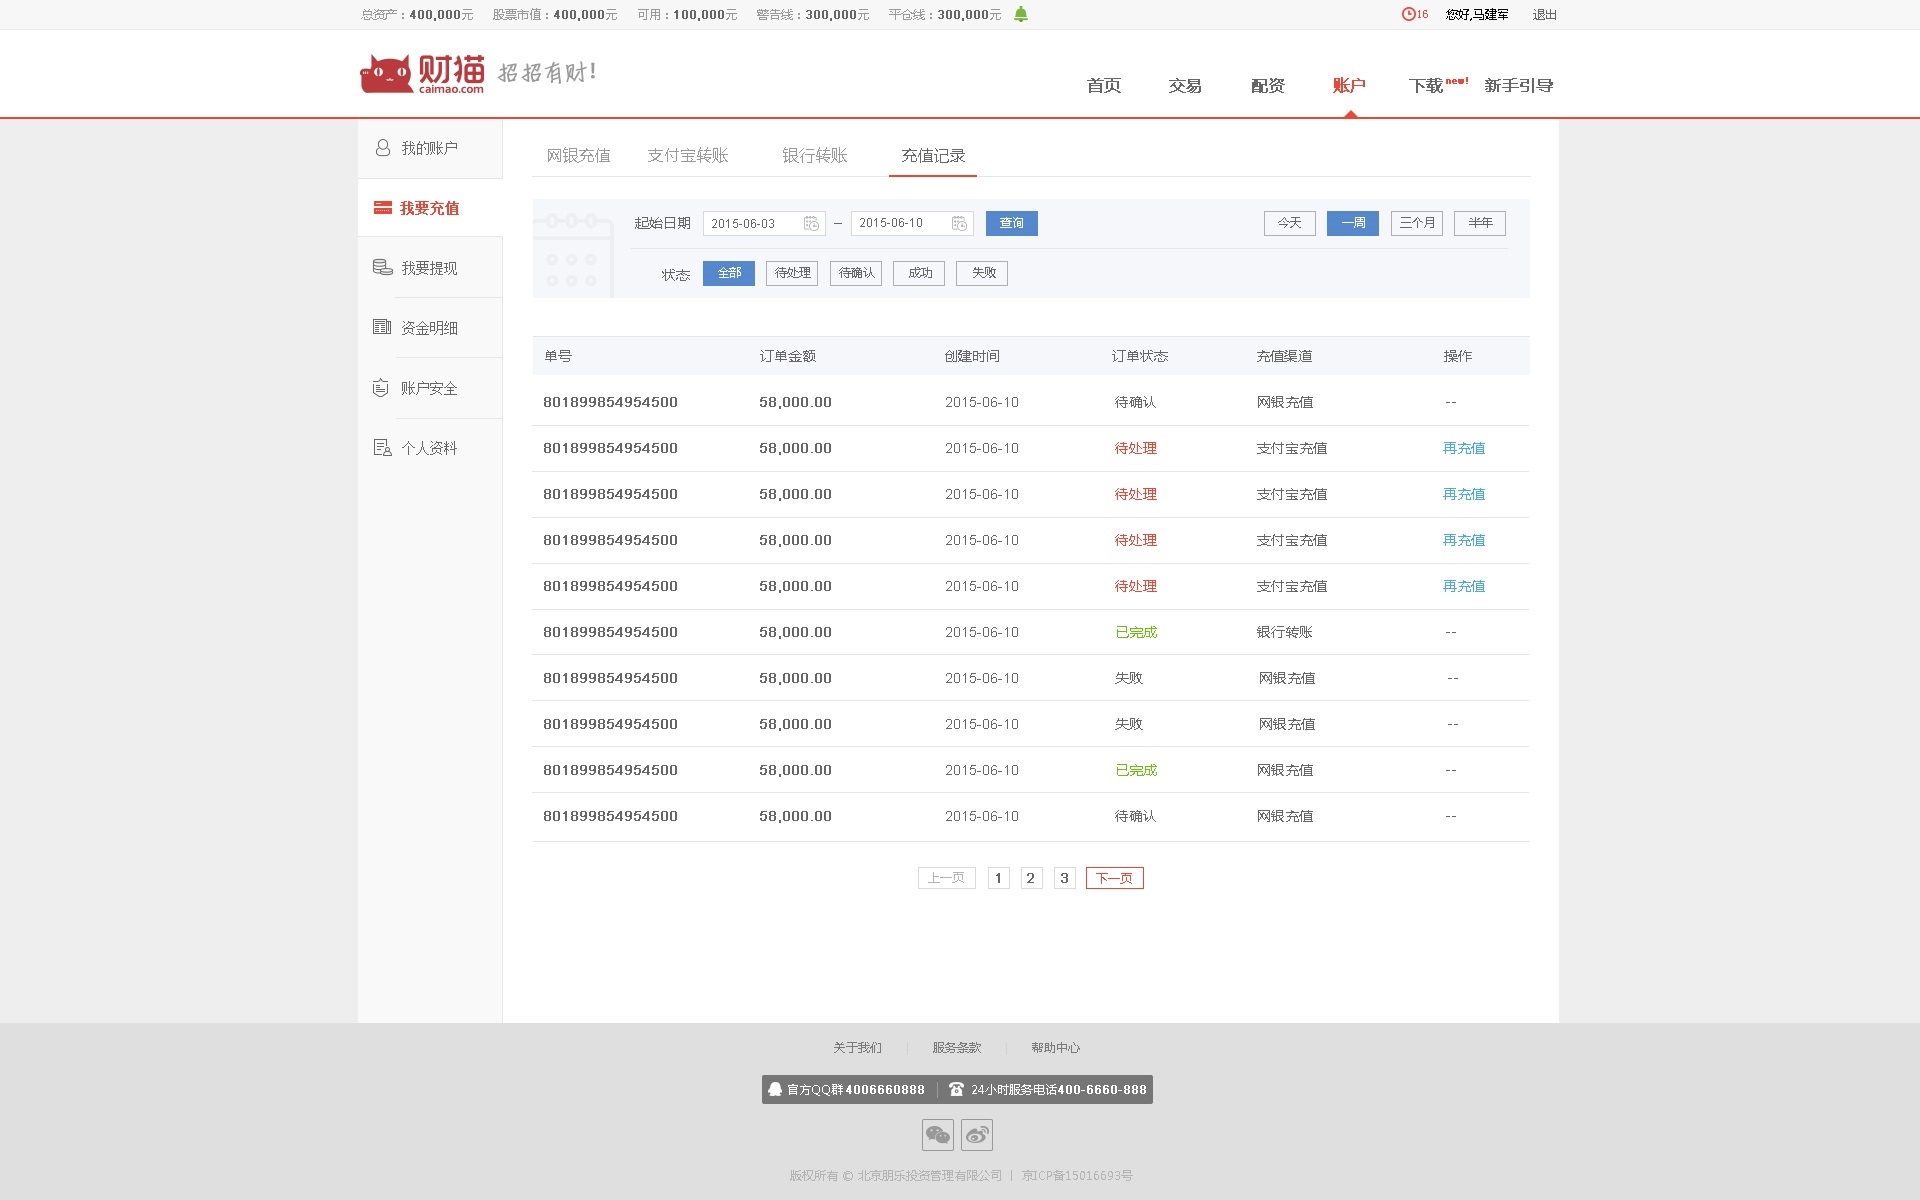 总资产：400,000元 股票市值：400,000元 可用：100,000元 警告线：300,000元 平仓线：300,000元 16 您好,马建军 退出
财猫 caimao.com 招招有财!
首页 交易 配资 账户 下载new! 新手引导
我的账户
我要充值
我要提现
资金明细
账户安全
个人资料
网银充值 支付宝转账 银行转账 充值记录
起始日期 2015-06-03 – 2015-06-10 查询 今天 一周 三个月 半年
状态 全部 待处理 待确认 成功 失败
单号 订单金额 创建时间 订单状态 充值渠道 操作
801899854954500 58,000.00 2015-06-10 待确认 网银充值 --
801899854954500 58,000.00 2015-06-10 待处理 支付宝充值 再充值
801899854954500 58,000.00 2015-06-10 待处理 支付宝充值 再充值
801899854954500 58,000.00 2015-06-10 待处理 支付宝充值 再充值
801899854954500 58,000.00 2015-06-10 待处理 支付宝充值 再充值
801899854954500 58,000.00 2015-06-10 已完成 银行转账 --
801899854954500 58,000.00 2015-06-10 失败 网银充值 --
801899854954500 58,000.00 2015-06-10 失败 网银充值 --
801899854954500 58,000.00 2015-06-10 已完成 网银充值 --
801899854954500 58,000.00 2015-06-10 待确认 网银充值 --
上一页 1 2 3 下一页
关于我们 服务条款 帮助中心
官方QQ群4006660888 24小时服务电话400-6660-888
版权所有 © 北京朋乐投资管理有限公司 | 京ICP备15016693号